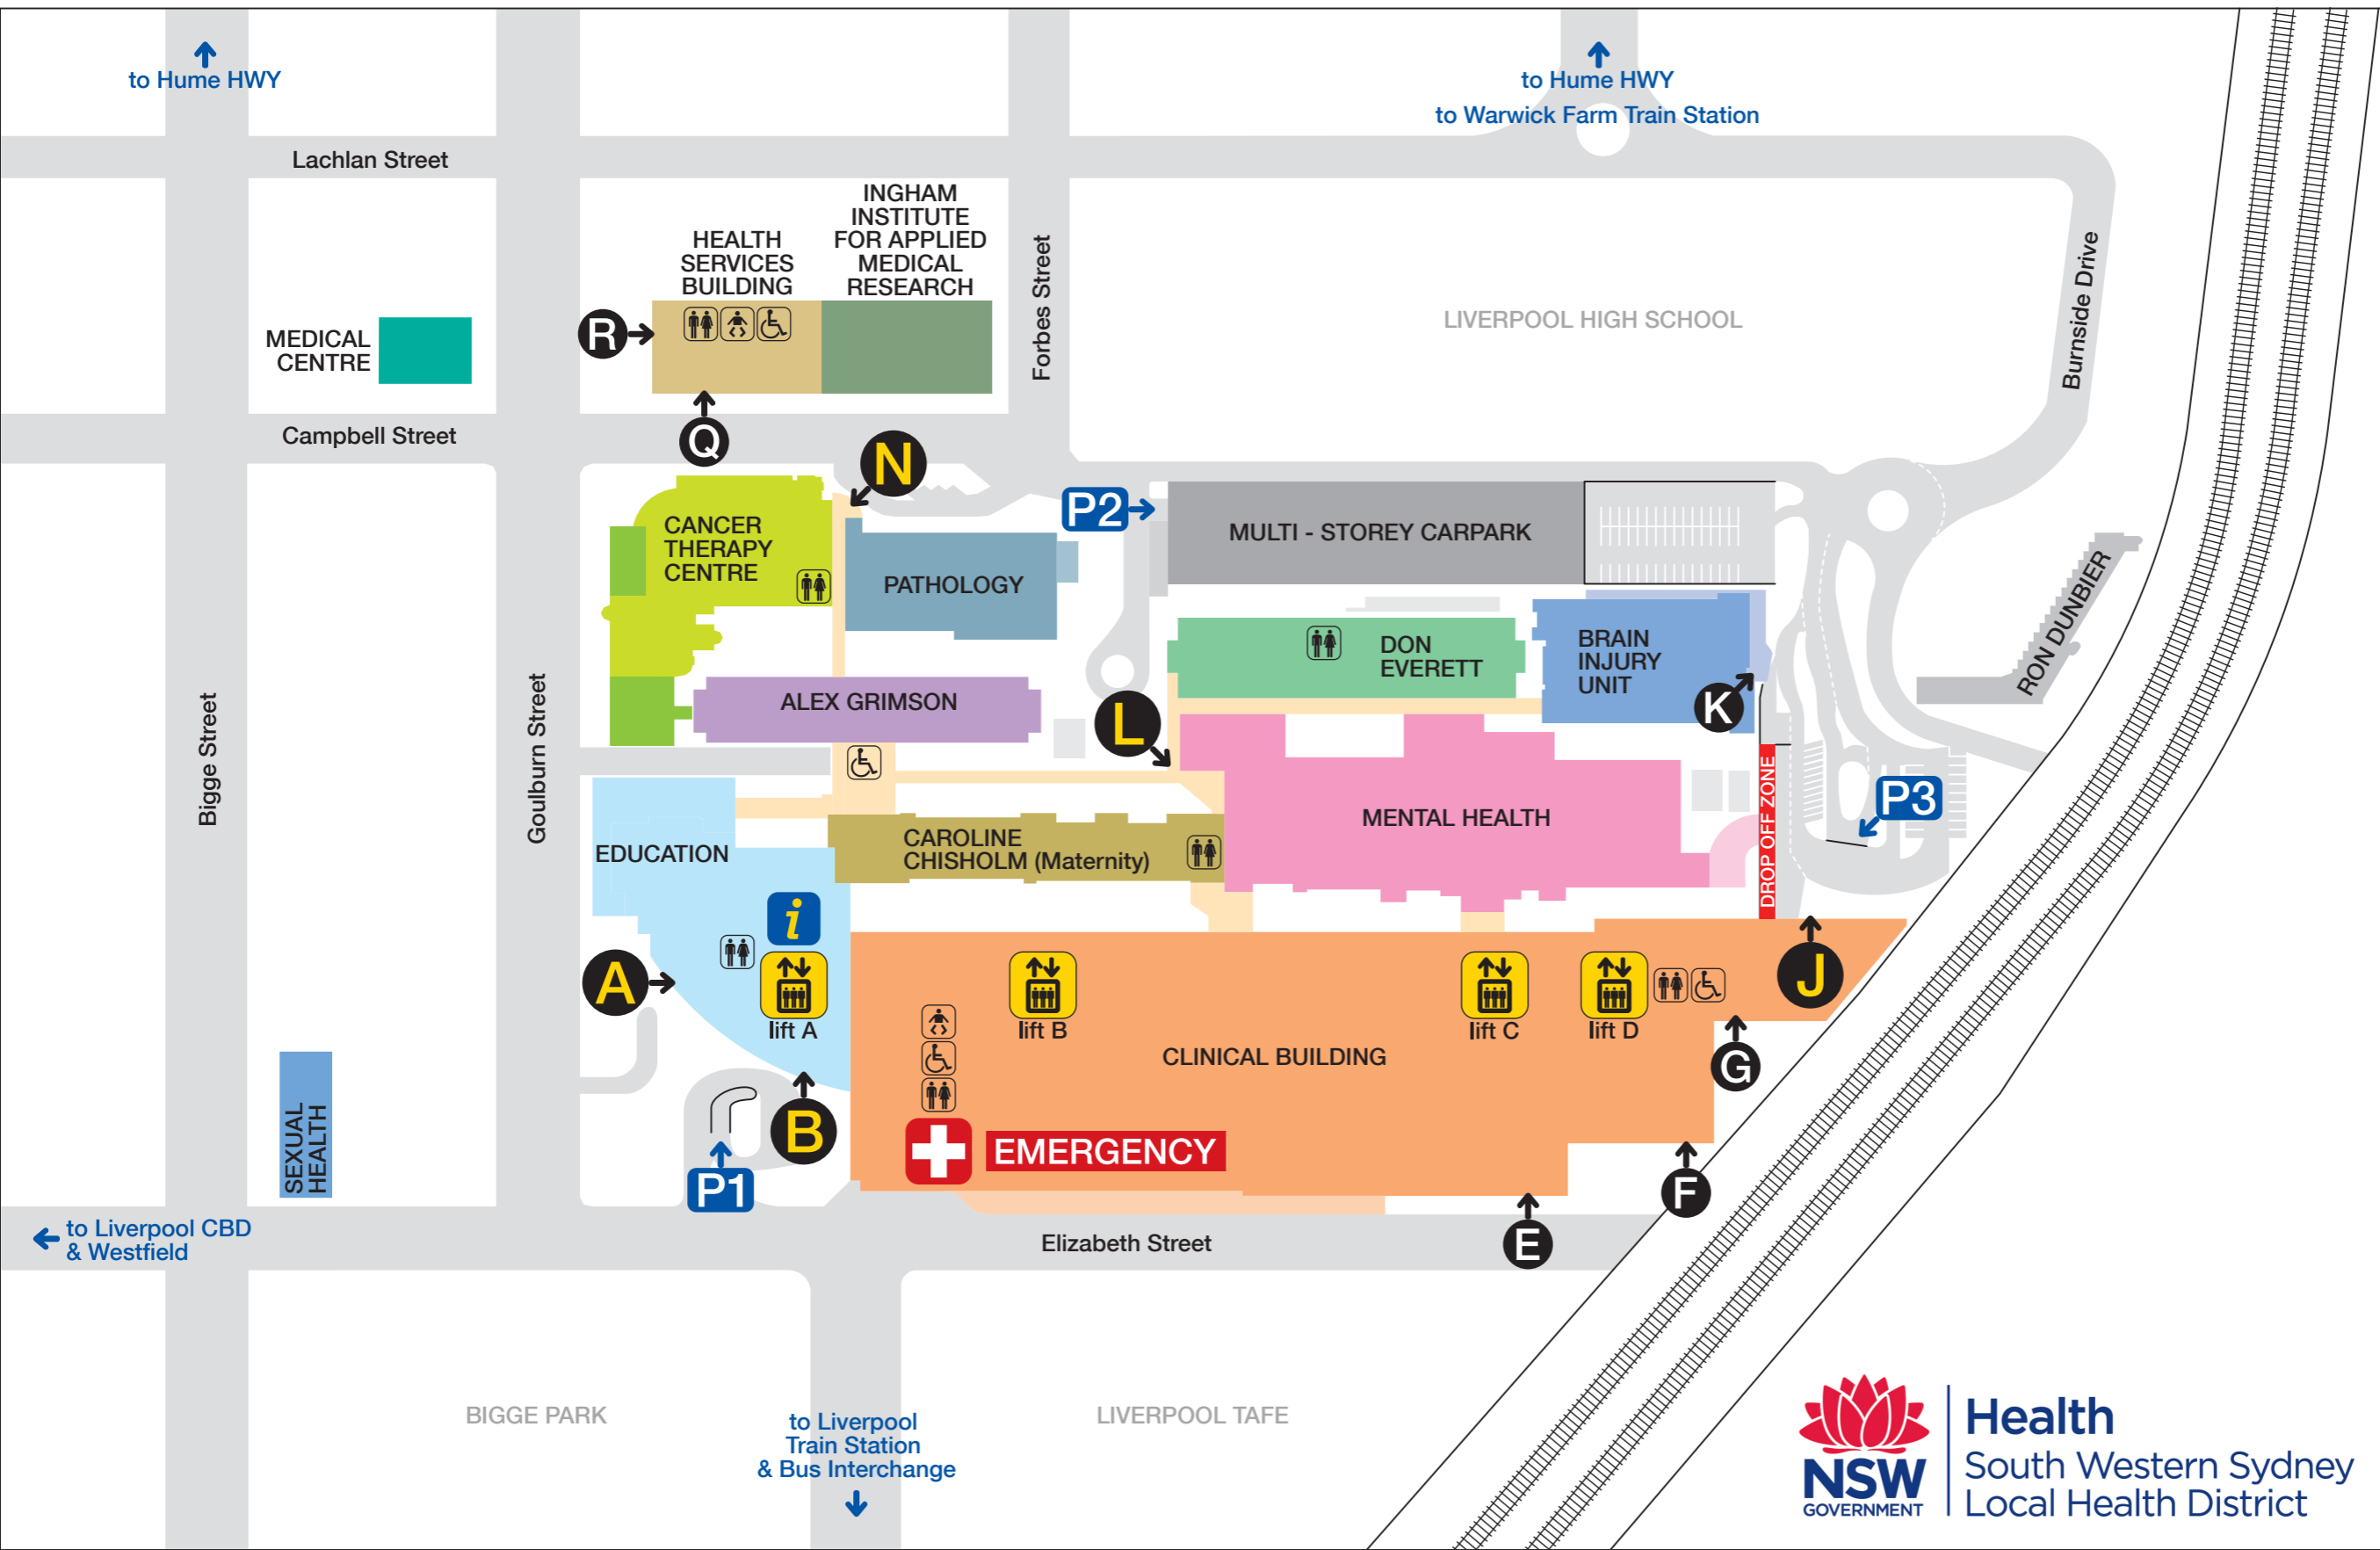 to Hume HWY
to Hume HWY
to Warwick Farm Train Station
Lachlan Street
INGHAM
INSTITUTE
FOR APPLIED
MEDICAL
RESEARCH
HEALTH
SERVICES
BUILDING
Forbes Street
Burnside Drive
LIVERPOOL HIGH SCHOOL
R
MEDICAL
CENTRE
Campbell Street
Q
N
P2
CANCER
THERAPY
CENTRE
PATHOLOGY
MULTI - STOREY CARPARK
RON DUNBIER
DON
EVERETT
BRAIN
INJURY
UNIT
K
ALEX GRIMSON
L
Bigge Street
Goulburn Street
DROP OFF ZONE
P3
MENTAL HEALTH
EDUCATION
CAROLINE
CHISHOLM (Maternity)
i
A
lift A
lift B
lift C
lift D
J
CLINICAL BUILDING
G
SEXUAL
HEALTH
B
EMERGENCY
P1
F
E
to Liverpool CBD
& Westfield
Elizabeth Street
BIGGE PARK
to Liverpool
Train Station
& Bus Interchange
LIVERPOOL TAFE
NSW
GOVERNMENT
Health
South Western Sydney
Local Health District